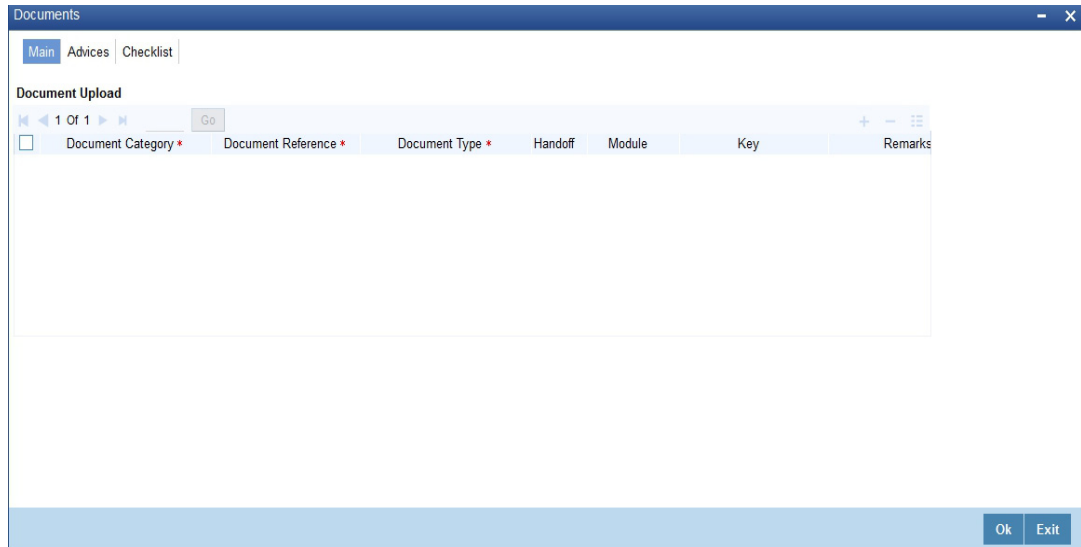 Documents
Main Advices Checklist
Document Upload
1 Of 1 Go
Document Category * Document Reference * Document Type * Handoff Module Key Remarks
Ok Exit